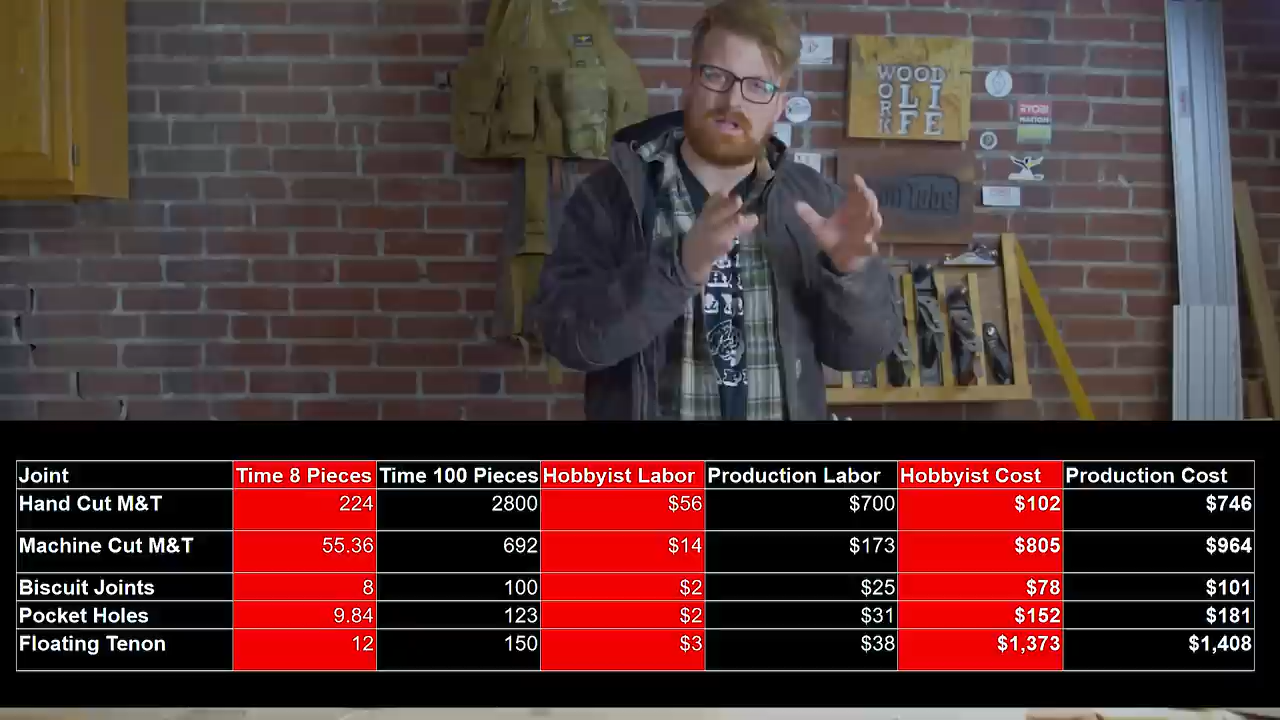 WOOD
WORK
LIFE
RYOBI
Tube
Joint Time 8 Pieces Time 100 Pieces Hobbyist Labor Production Labor Hobbyist Cost Production Cost
Hand Cut M&T 224 2800 $56 $700 $102 $746
Machine Cut M&T 55.36 692 $14 $173 $805 $964
Biscuit Joints 8 100 $2 $25 $78 $101
Pocket Holes 9.84 123 $2 $31 $152 $181
Floating Tenon 12 150 $3 $38 $1,373 $1,408